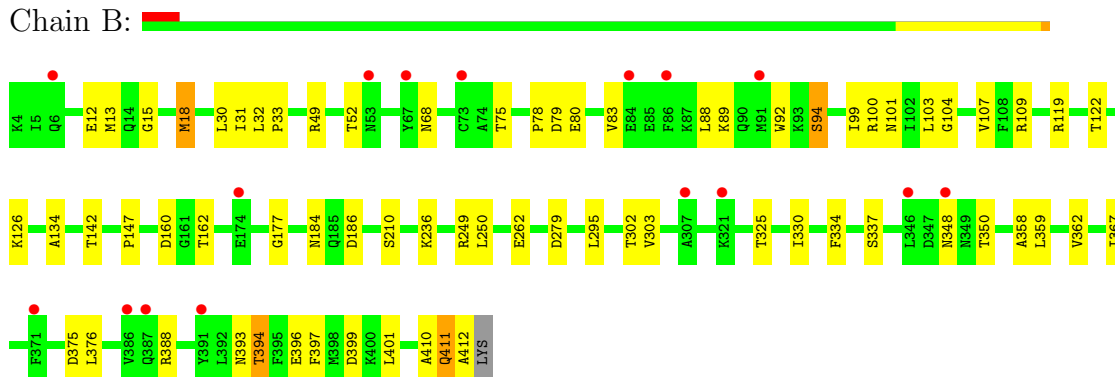 Chain B:
K4 I5 Q6 E12 M13 Q14 G15 M18 L30 I31 L32 P33 R49 T52 N53 Y67 N68 C73 A74 T75 P78 D79 E80 V83 E84 E85 F86 K87 L88 K89 Q90 M91 W92 K93 S94 I99 R100 N101 I102 L103 G104 V107 F108 R109 R119 T122
K126 A134 T142 P147 D160 G161 T162 E174 G177 N184 Q185 D186 S210 K236 R249 L250 E262 D279 L295 T302 V303 A307 K321 T325 I330 F334 S337 L346 D347 N348 N349 T350 A358 L359 V362 I367
F371 D375 L376 V386 Q387 R388 Y391 L392 N393 T394 F395 E396 F397 M398 D399 K400 L401 A410 Q411 A412 LYS